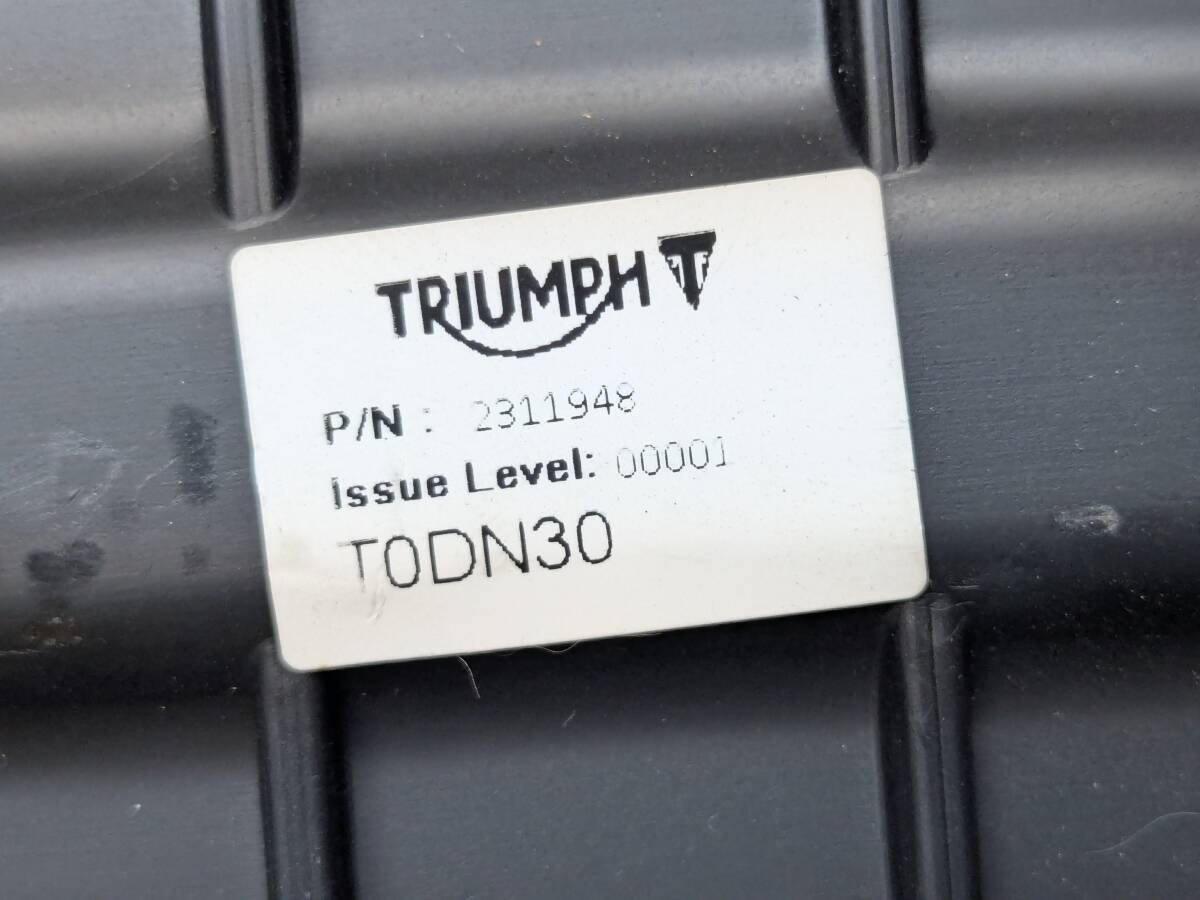 TRIUMPH T
P/N : 2311948
Issue Level: 00001
T0DN30